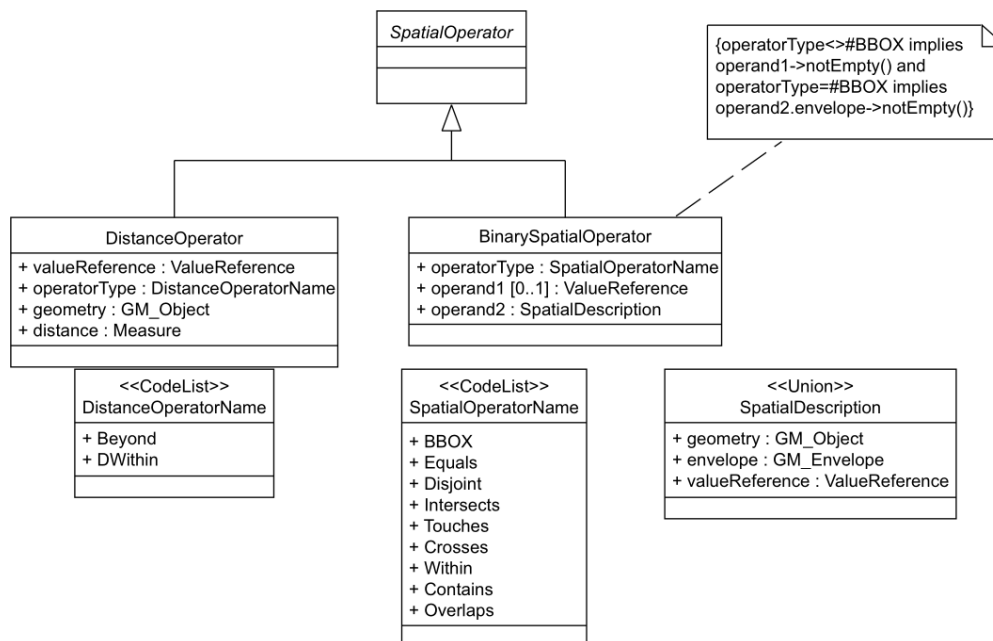 SpatialOperator
{operatorType<>#BBOX implies
operand1->notEmpty() and
operatorType=#BBOX implies
operand2.envelope->notEmpty()}
DistanceOperator
+ valueReference : ValueReference
+ operatorType : DistanceOperatorName
+ geometry : GM_Object
+ distance : Measure
BinarySpatialOperator
+ operatorType : SpatialOperatorName
+ operand1 [0..1] : ValueReference
+ operand2 : SpatialDescription
<<CodeList>>
DistanceOperatorName
+ Beyond
+ DWithin
<<CodeList>>
SpatialOperatorName
+ BBOX
+ Equals
+ Disjoint
+ Intersects
+ Touches
+ Crosses
+ Within
+ Contains
+ Overlaps
<<Union>>
SpatialDescription
+ geometry : GM_Object
+ envelope : GM_Envelope
+ valueReference : ValueReference